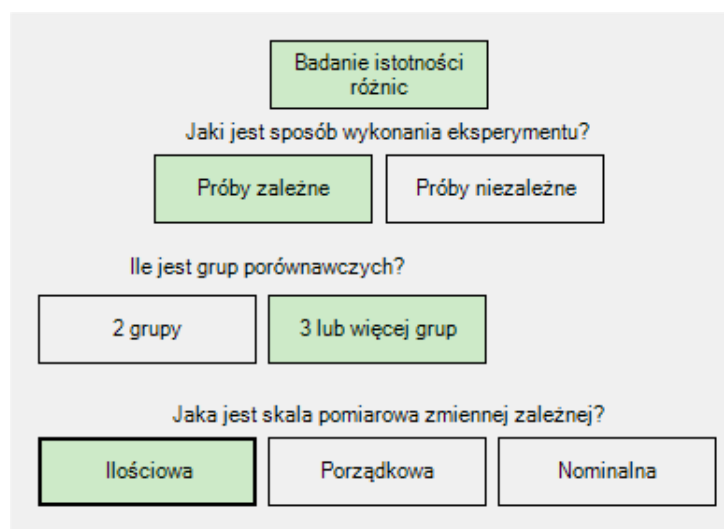 Badanie istotności
różnic
Jaki jest sposób wykonania eksperymentu?
Próby zależne
Próby niezależne
Ile jest grup porównawczych?
2 grupy
3 lub więcej grup
Jaka jest skala pomiarowa zmiennej zależnej?
Ilościowa
Porządkowa
Nominalna